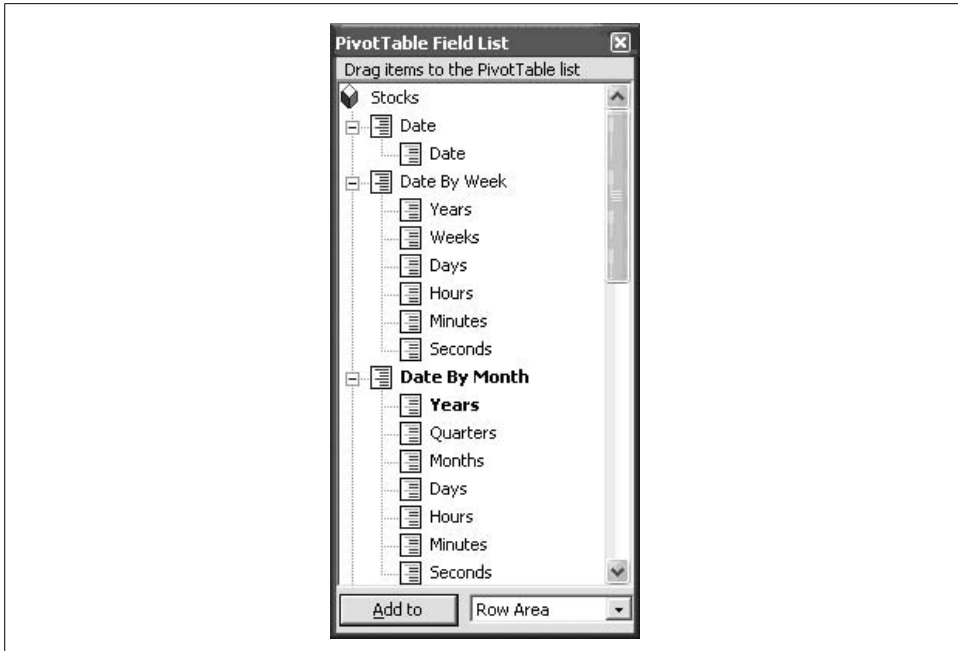 PivotTable Field List
Drag items to the PivotTable list
Stocks
Date
Date
Date By Week
Years
Weeks
Days
Hours
Minutes
Seconds
Date By Month
Years
Quarters
Months
Days
Hours
Minutes
Seconds
Add to Row Area